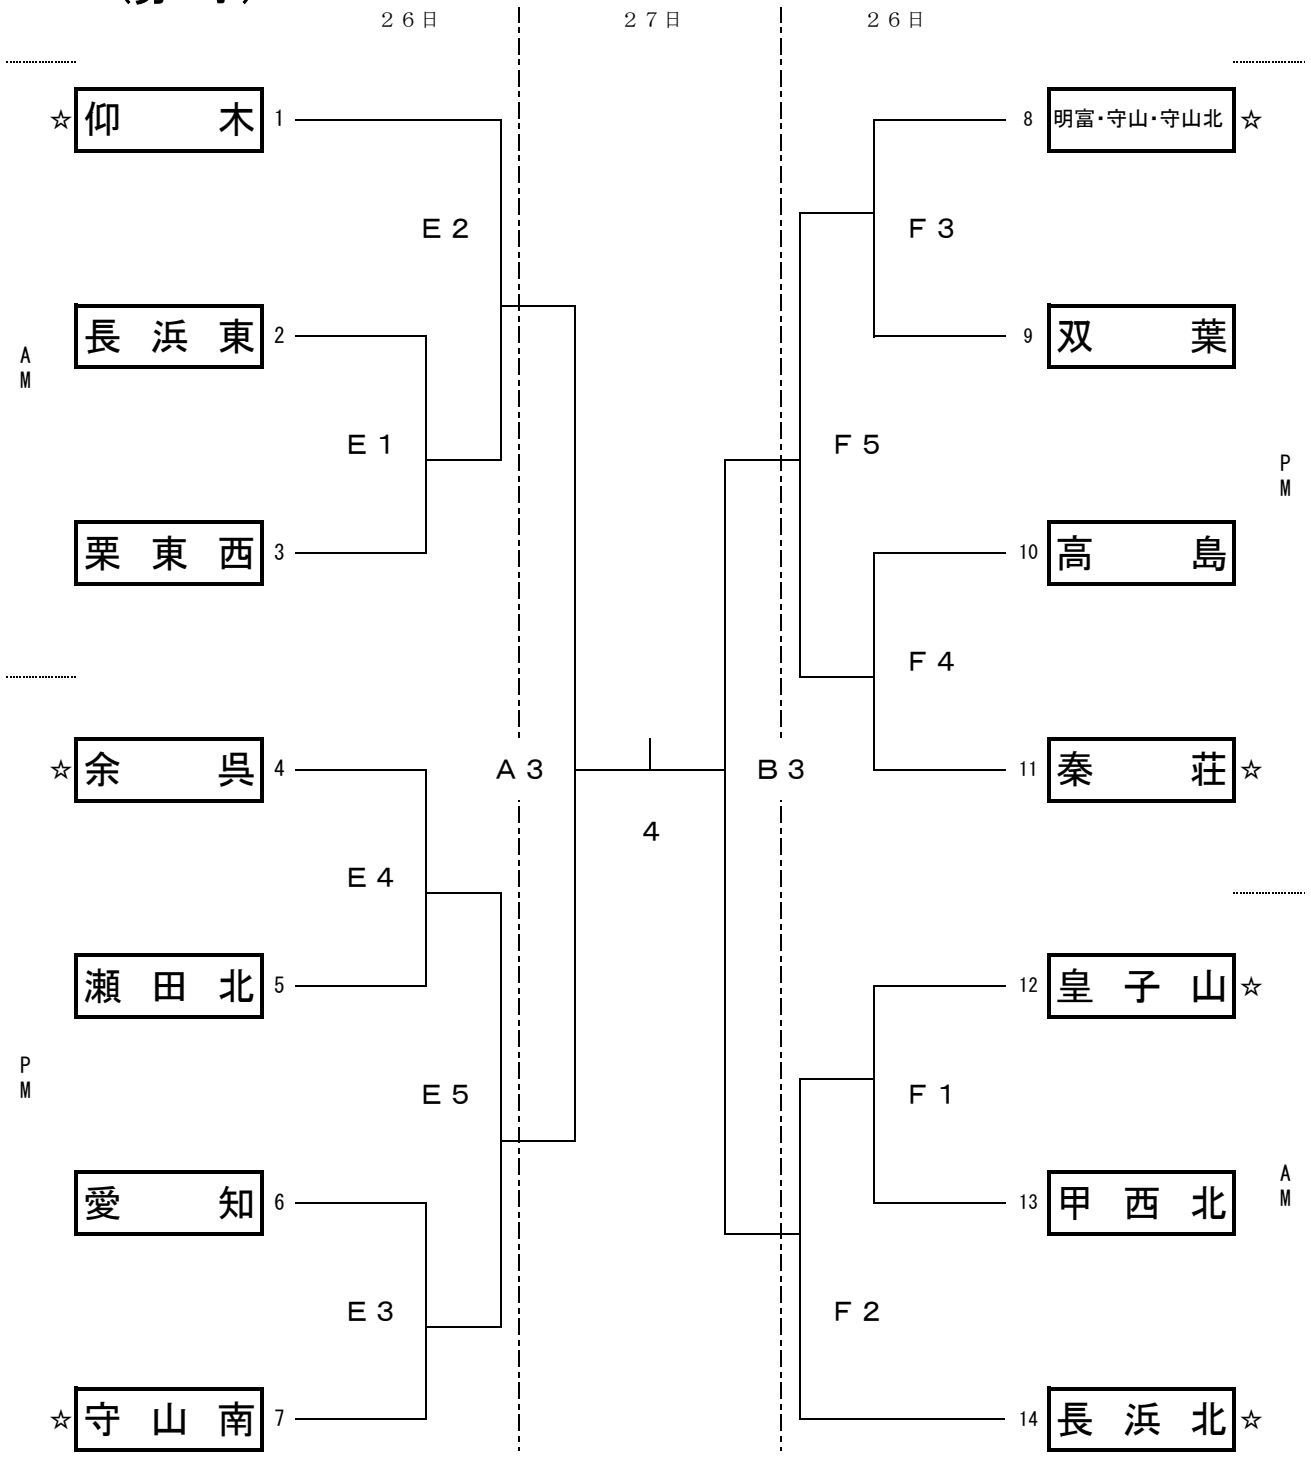 ２６日 ２７日 ２６日
☆ 仰木 1
8 明富・守山・守山北 ☆
Ｅ２
Ｆ３
長浜東 2
9 双葉
AM
Ｅ１
Ｆ５
PM
栗東西 3
10 高島
Ｆ４
☆ 余呉 4
Ａ３
Ｂ３
11 秦荘 ☆
４
Ｅ４
瀬田北 5
12 皇子山 ☆
PM
Ｅ５
Ｆ１
愛知 6
13 甲西北
AM
Ｅ３
Ｆ２
☆ 守山南 7
14 長浜北 ☆